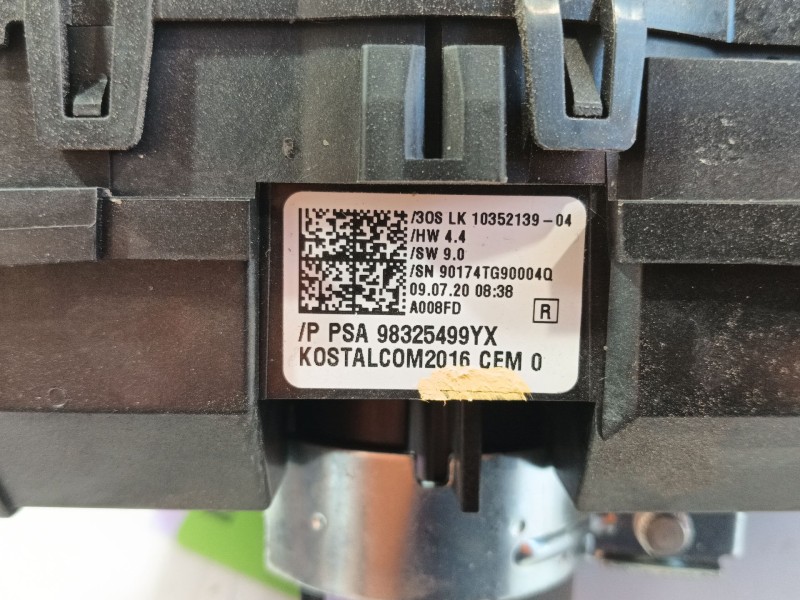 /3OS LK 10352139-04
/HW 4.4
/SW 9.0
/SN 90174TG90004Q
09.07.20 08:38
A008FD
R
/P PSA 98325499YX
KOSTALCOM2016 CEM 0